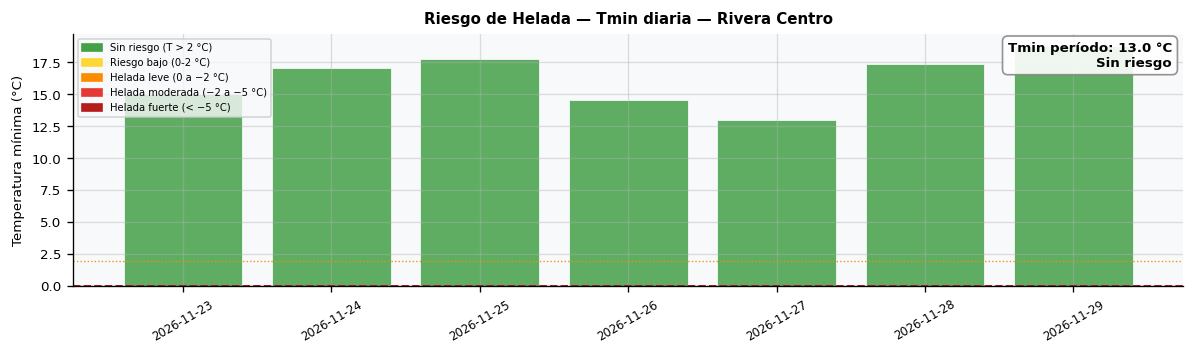 Riesgo de Helada — Tmin diaria — Rivera Centro
Sin riesgo (T > 2 °C)
Riesgo bajo (0-2 °C)
Helada leve (0 a −2 °C)
Helada moderada (−2 a −5 °C)
Helada fuerte (< −5 °C)
Tmin período: 13.0 °C
Sin riesgo
Temperatura mínima (°C)
17.5
15.0
12.5
10.0
7.5
5.0
2.5
0.0
2026-11-23
2026-11-24
2026-11-25
2026-11-26
2026-11-27
2026-11-28
2026-11-29